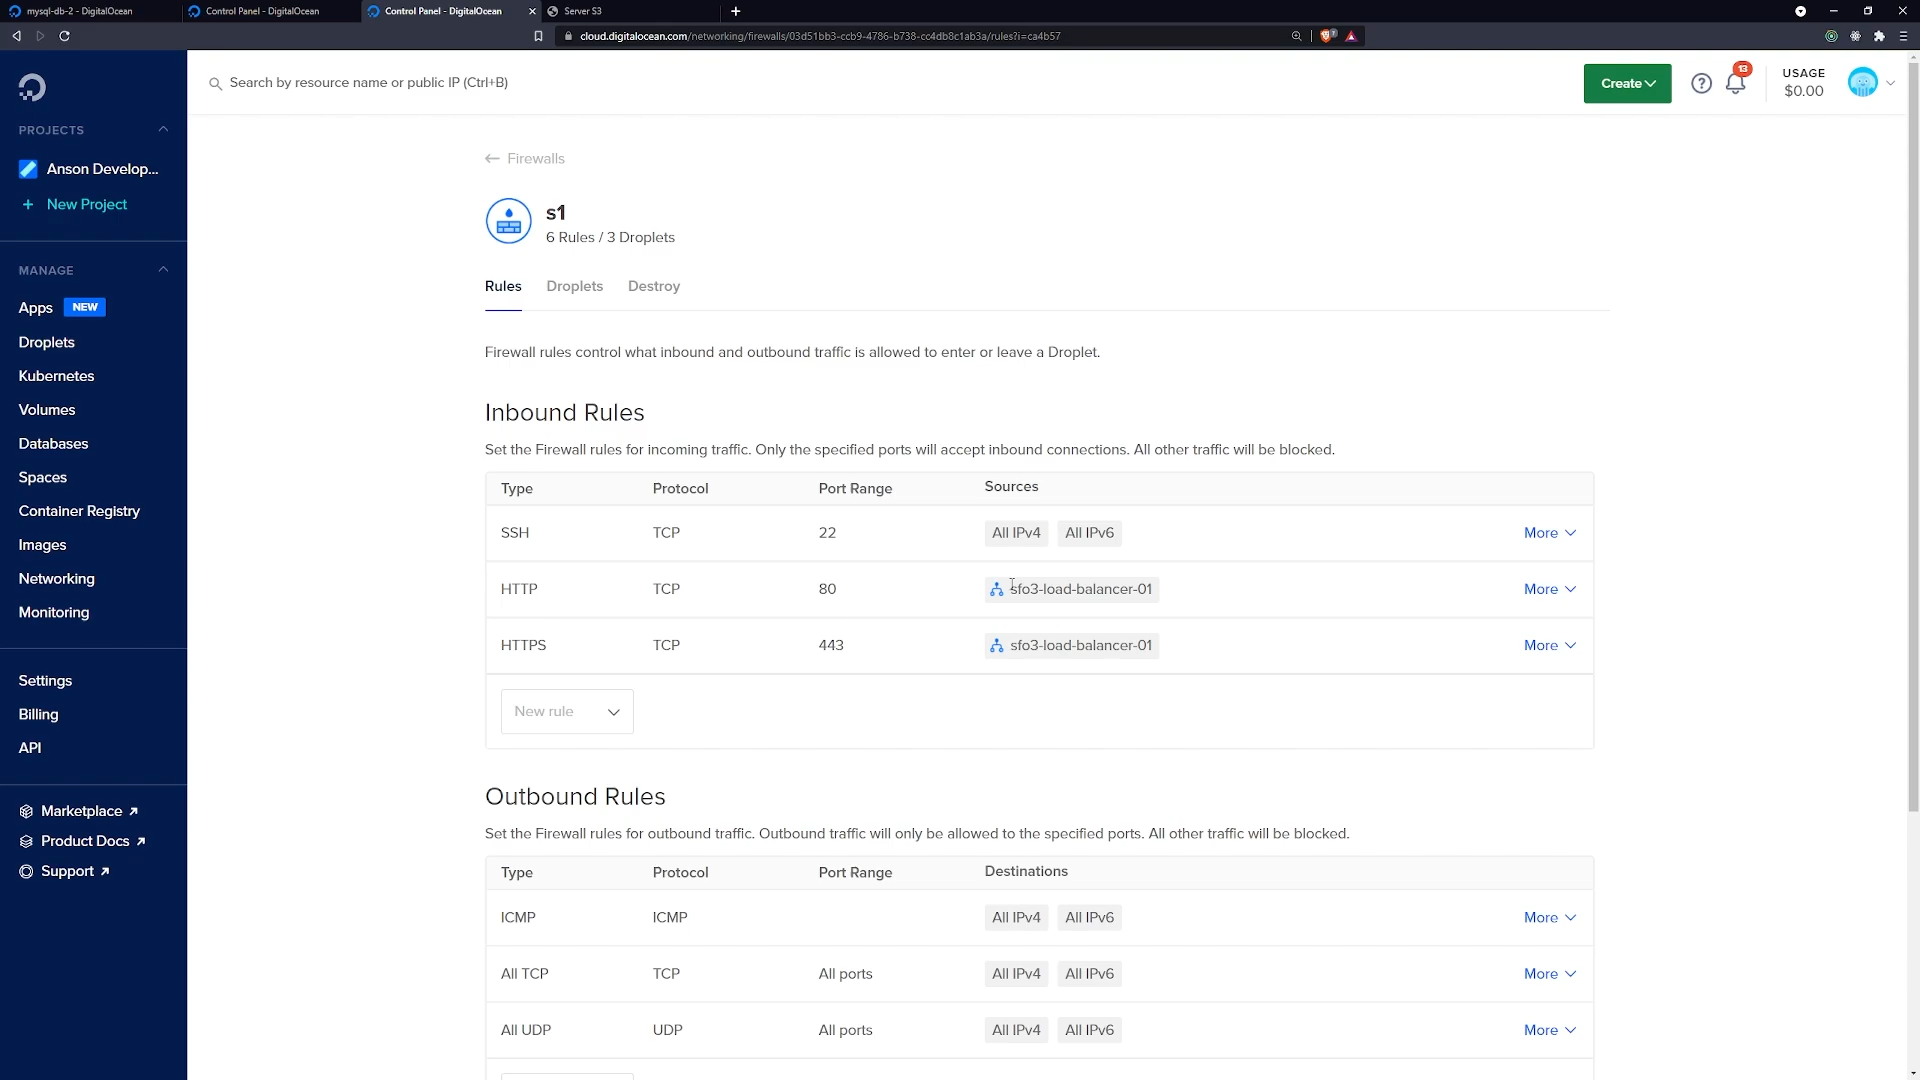 mysql-db-2 - DigitalOcean
Control Panel - DigitalOcean
Control Panel - DigitalOcean
Server S3
cloud.digitalocean.com/networking/firewalls/03d51bb3-ccb9-4786-b738-cc4db8c1ab3a/rules?i=ca4b57
Search by resource name or public IP (Ctrl+B)
Create
13
USAGE
$0.00
PROJECTS
Anson Develop...
+ New Project
MANAGE
Apps NEW
Droplets
Kubernetes
Volumes
Databases
Spaces
Container Registry
Images
Networking
Monitoring
Settings
Billing
API
Marketplace
Product Docs
Support
← Firewalls
s1
6 Rules / 3 Droplets
Rules Droplets Destroy
Firewall rules control what inbound and outbound traffic is allowed to enter or leave a Droplet.
Inbound Rules
Set the Firewall rules for incoming traffic. Only the specified ports will accept inbound connections. All other traffic will be blocked.
Type Protocol Port Range Sources
SSH TCP 22 All IPv4 All IPv6 More
HTTP TCP 80 sfo3-load-balancer-01 More
HTTPS TCP 443 sfo3-load-balancer-01 More
New rule
Outbound Rules
Set the Firewall rules for outbound traffic. Outbound traffic will only be allowed to the specified ports. All other traffic will be blocked.
Type Protocol Port Range Destinations
ICMP ICMP All IPv4 All IPv6 More
All TCP TCP All ports All IPv4 All IPv6 More
All UDP UDP All ports All IPv4 All IPv6 More